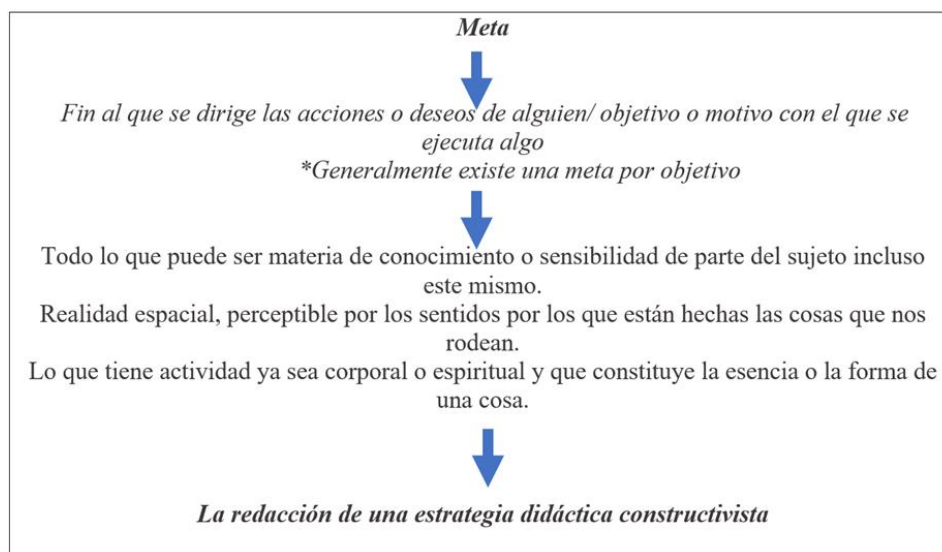 Meta
Fin al que se dirige las acciones o deseos de alguien/ objetivo o motivo con el que se
ejecuta algo
*Generalmente existe una meta por objetivo
Todo lo que puede ser materia de conocimiento o sensibilidad de parte del sujeto incluso
este mismo.
Realidad espacial, perceptible por los sentidos por los que están hechas las cosas que nos
rodean.
Lo que tiene actividad ya sea corporal o espiritual y que constituye la esencia o la forma de
una cosa.
La redacción de una estrategia didáctica constructivista